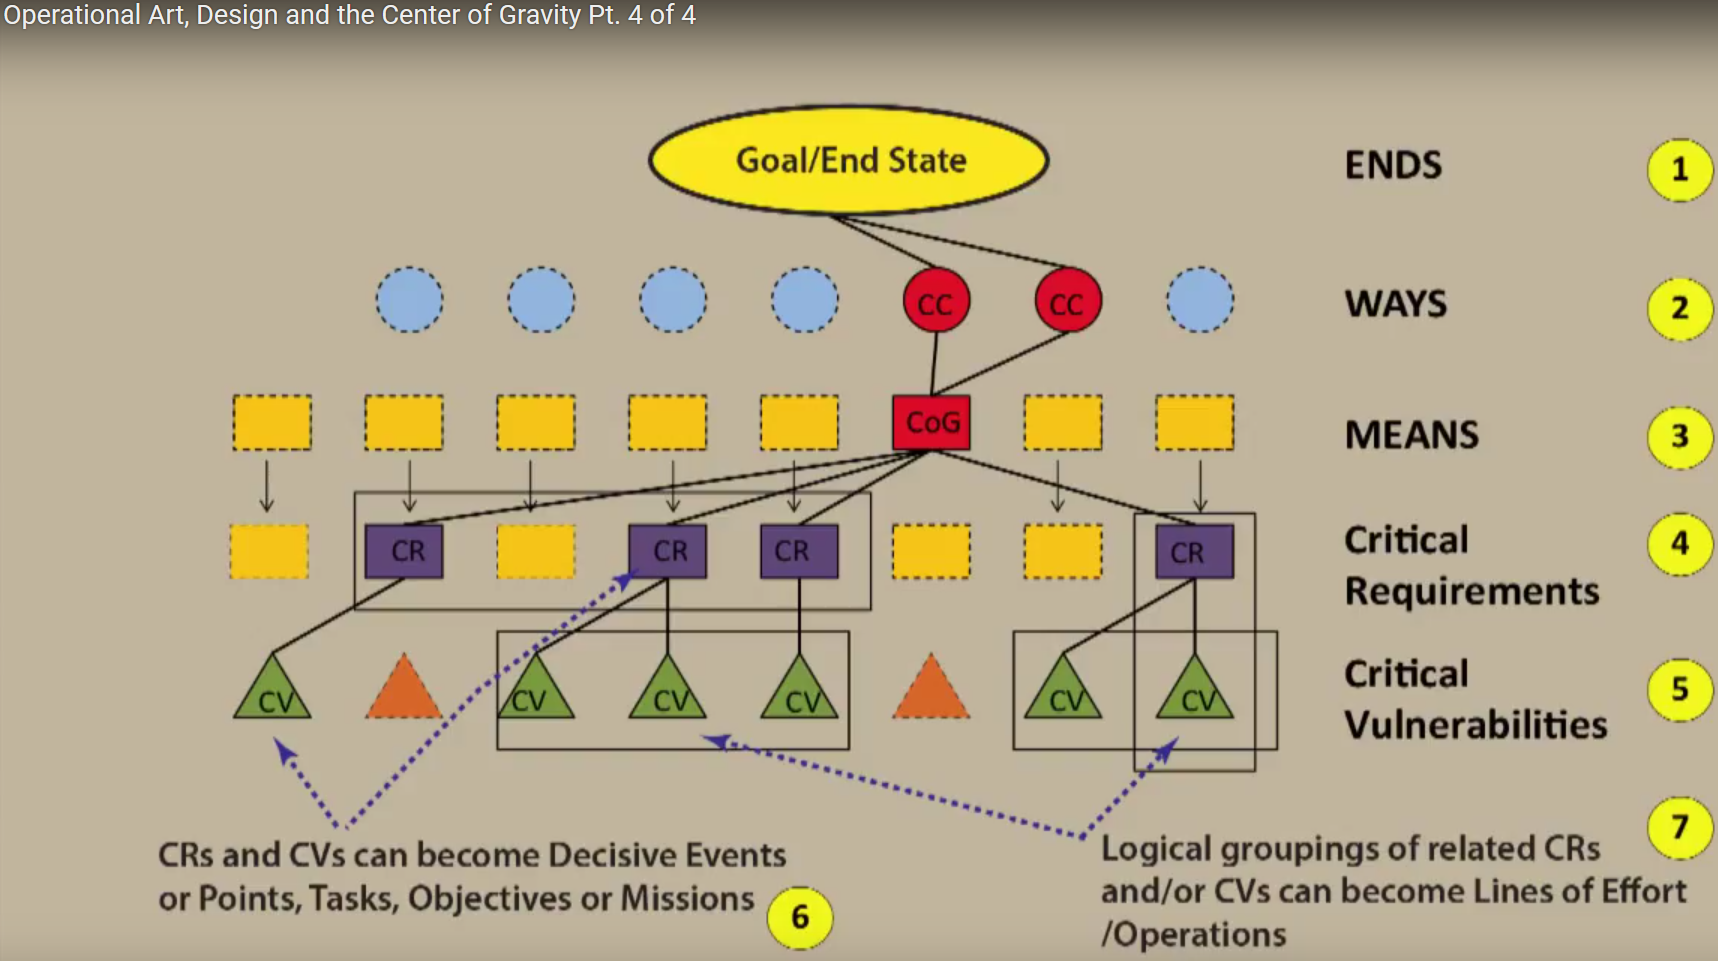 Operational Art, Design and the Center of Gravity Pt. 4 of 4
Goal/End State
ENDS
1
CC
CC
WAYS
2
CoG
MEANS
3
CR
CR
CR
CR
Critical
Requirements
4
CV
CV
CV
CV
CV
CV
Critical
Vulnerabilities
5
CRs and CVs can become Decisive Events
or Points, Tasks, Objectives or Missions
6
Logical groupings of related CRs
and/or CVs can become Lines of Effort
/Operations
7